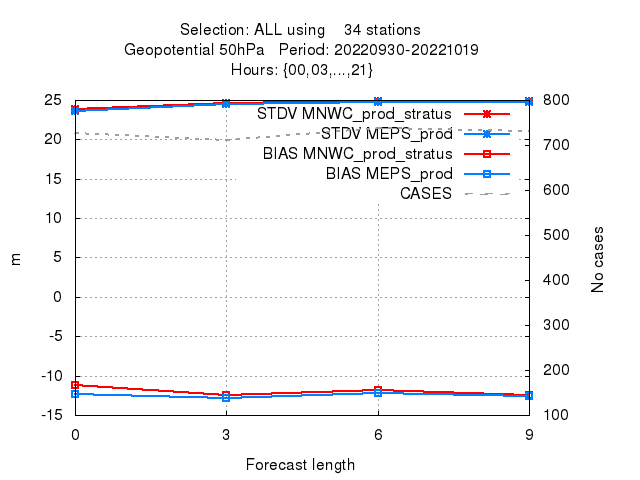 Selection: ALL using    34 stations
Geopotential 50hPa   Period: 20220930-20221019
Hours: {00,03,...,21}
25
20
15
10
5
0
-5
-10
-15
m
STDV MNWC_prod_stratus
STDV MEPS_prod
BIAS MNWC_prod_stratus
BIAS MEPS_prod
CASES
800
700
600
500
400
300
200
100
No cases
0
3
6
9
Forecast length